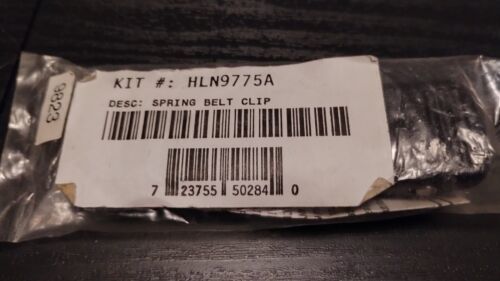 KIT #: HLN9775A
DESC: SPRING BELT CLIP
7 23755 50284 0
9823